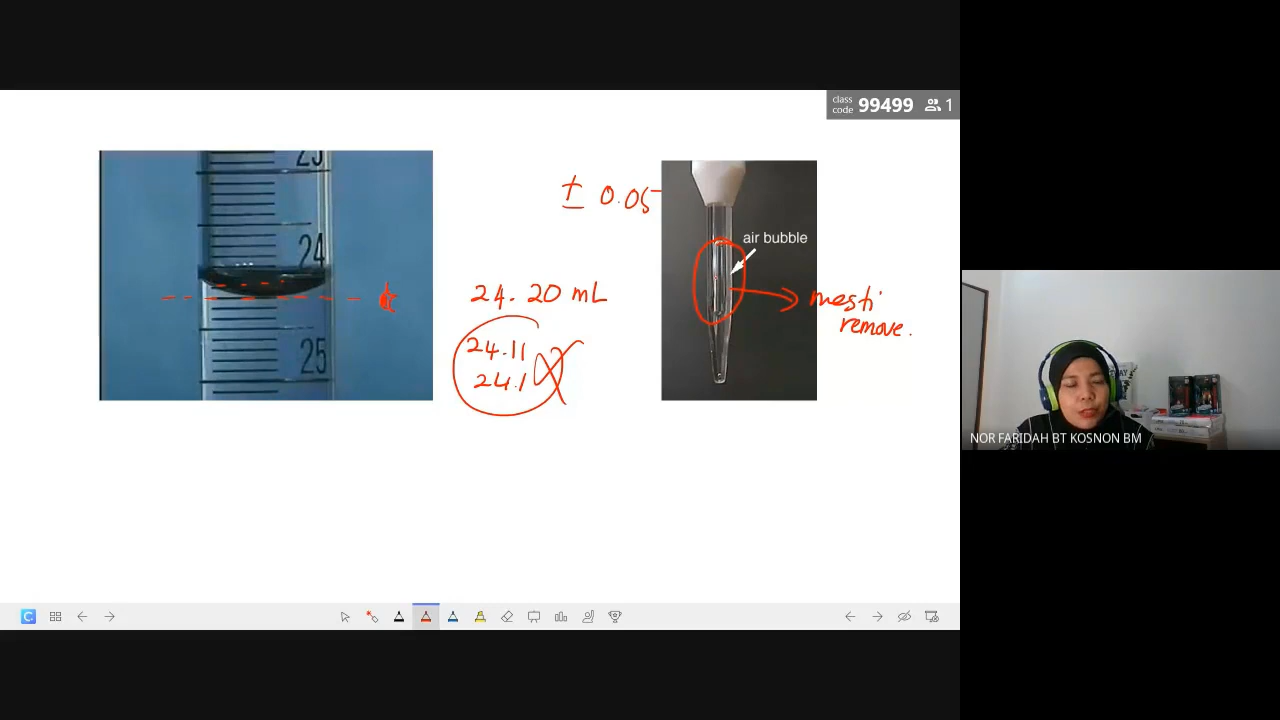 class
code 99499 1
23
24
25
± 0.05
24.20 mL
24.11
24.1
air bubble
mesti
remove.
NOR FARIDAH BT KOSNON BM